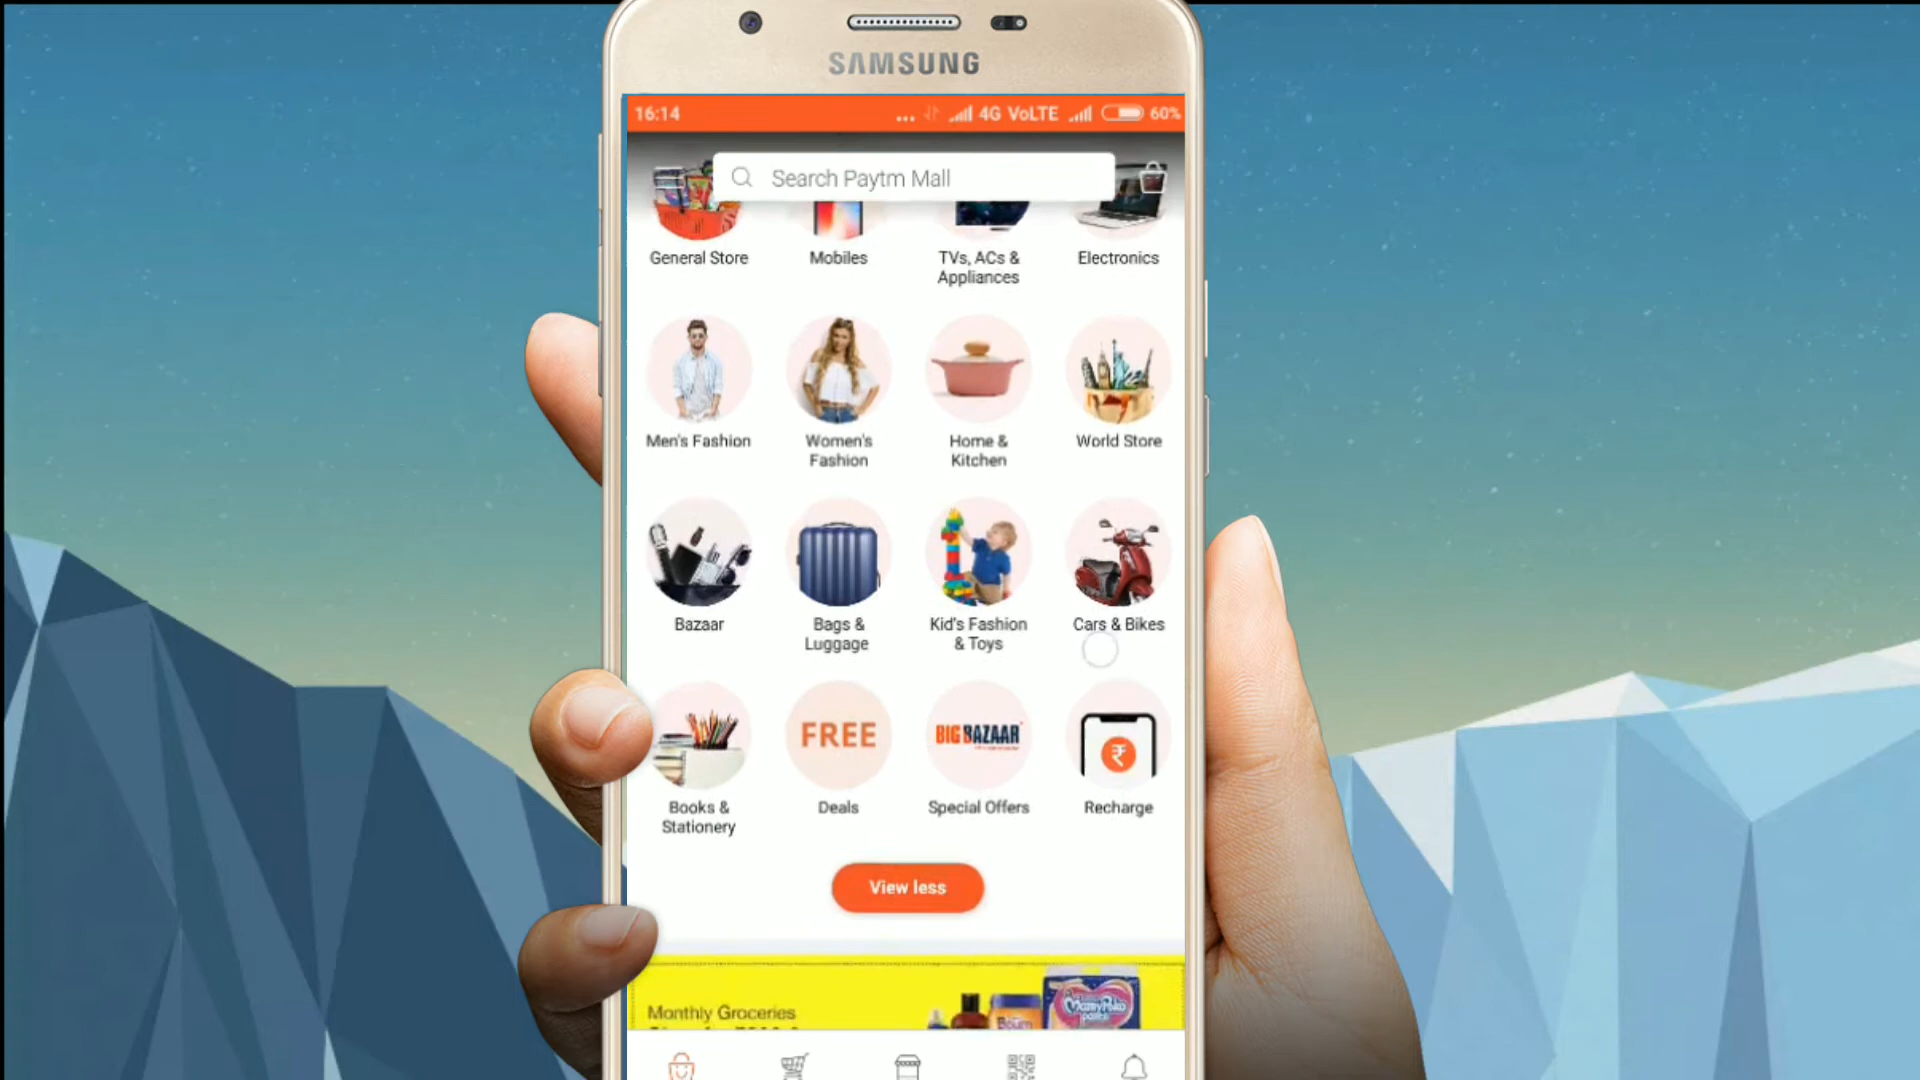 SAMSUNG
16:14 ... 4G VoLTE 60%
Search Paytm Mall
General Store
Mobiles
TVs, ACs &
Appliances
Electronics
Men's Fashion
Women's
Fashion
Home &
Kitchen
World Store
Bazaar
Bags &
Luggage
Kid's Fashion
& Toys
Cars & Bikes
FREE
BIG BAZAAR
₹
Books &
Stationery
Deals
Special Offers
Recharge
View less
Monthly Groceries
MamyPoko
pants